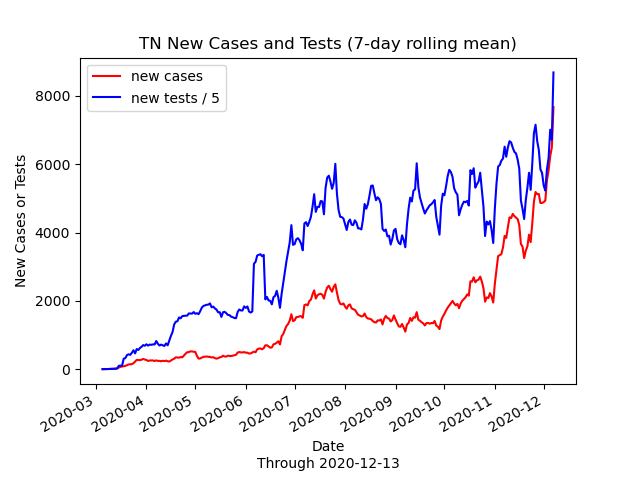 TN New Cases and Tests (7-day rolling mean)
new cases
new tests / 5
New Cases or Tests
8000
6000
4000
2000
0
2020-03
2020-04
2020-05
2020-06
2020-07
2020-08
2020-09
2020-10
2020-11
2020-12
Date
Through 2020-12-13